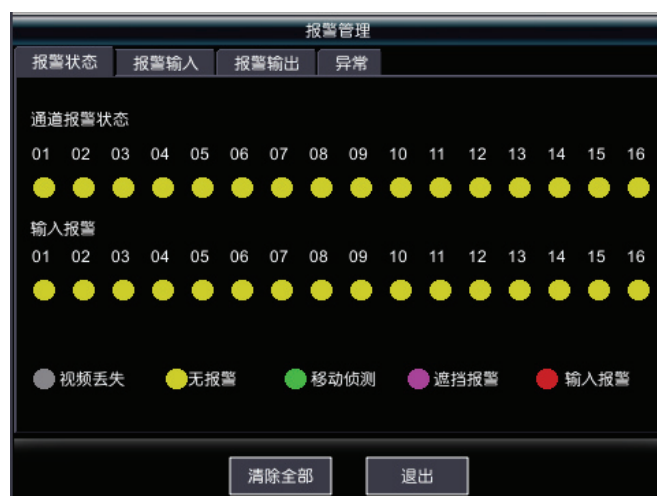 报警管理
报警状态 报警输入 报警输出 异常
通道报警状态
01 02 03 04 05 06 07 08 09 10 11 12 13 14 15 16
输入报警
01 02 03 04 05 06 07 08 09 10 11 12 13 14 15 16
视频丢失 无报警 移动侦测 遮挡报警 输入报警
清除全部 退出